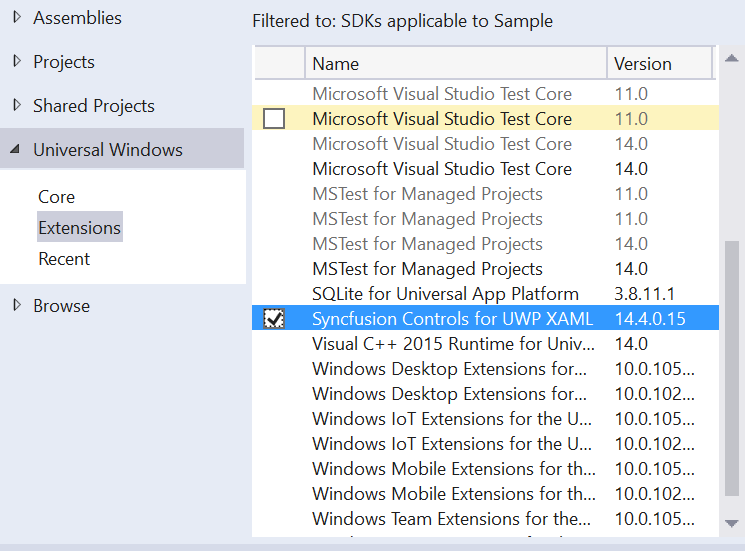 Assemblies
Projects
Shared Projects
Universal Windows
Core
Extensions
Recent
Browse
Filtered to: SDKs applicable to Sample
Name Version
Microsoft Visual Studio Test Core 11.0
Microsoft Visual Studio Test Core 11.0
Microsoft Visual Studio Test Core 14.0
Microsoft Visual Studio Test Core 14.0
MSTest for Managed Projects 11.0
MSTest for Managed Projects 11.0
MSTest for Managed Projects 14.0
MSTest for Managed Projects 14.0
SQLite for Universal App Platform 3.8.11.1
Syncfusion Controls for UWP XAML 14.4.0.15
Visual C++ 2015 Runtime for Univ... 14.0
Windows Desktop Extensions for... 10.0.105...
Windows Desktop Extensions for... 10.0.102...
Windows IoT Extensions for the U... 10.0.105...
Windows IoT Extensions for the U... 10.0.102...
Windows Mobile Extensions for th... 10.0.105...
Windows Mobile Extensions for th... 10.0.102...
Windows Team Extensions for the... 10.0.105...